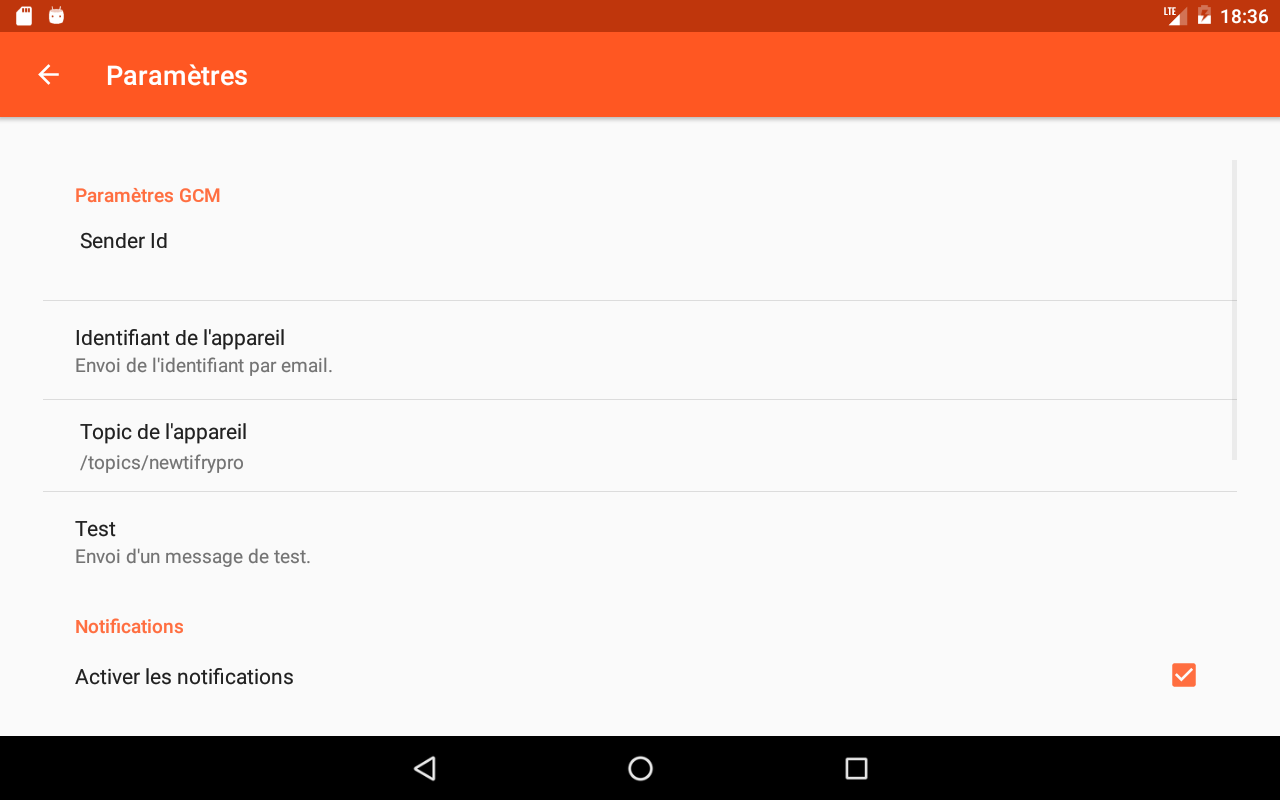 LTE 18:36
Paramètres
Paramètres GCM
Sender Id
Identifiant de l'appareil
Envoi de l'identifiant par email.
Topic de l'appareil
/topics/newtifrypro
Test
Envoi d'un message de test.
Notifications
Activer les notifications